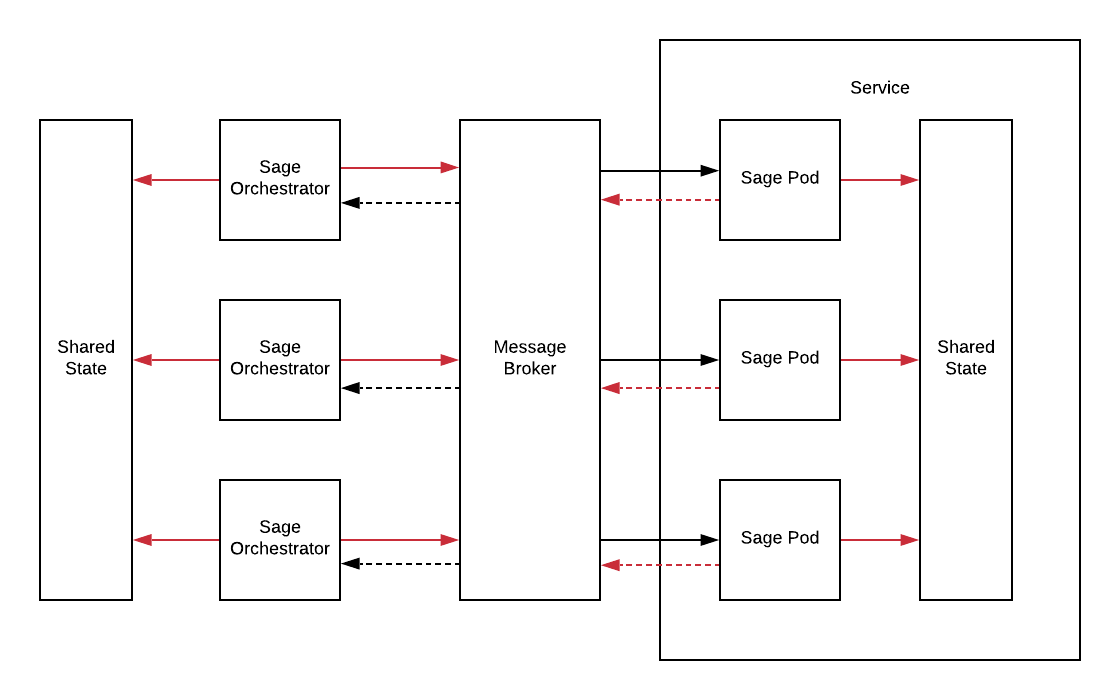 Service
Sage
Orchestrator
Sage Pod
Shared
State
Sage
Orchestrator
Message
Broker
Sage Pod
Shared
State
Sage
Orchestrator
Sage Pod